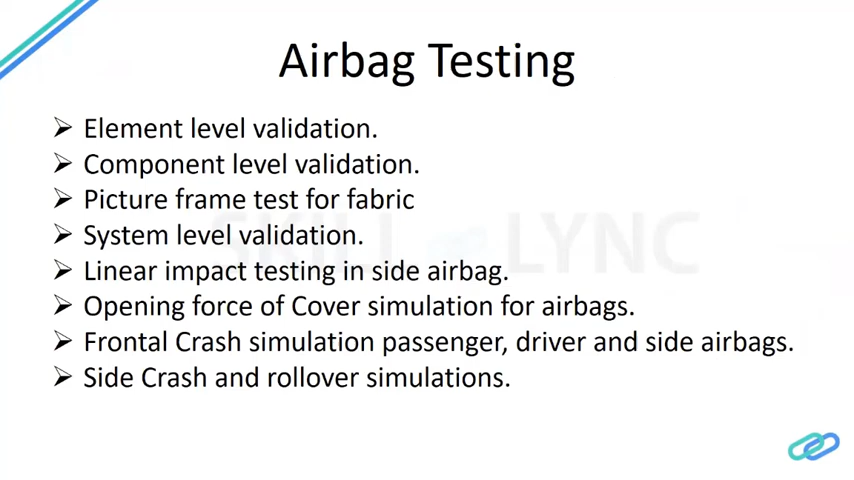 Airbag Testing
➢ Element level validation.
➢ Component level validation.
➢ Picture frame test for fabric
➢ System level validation.
➢ Linear impact testing in side airbag.
➢ Opening force of Cover simulation for airbags.
➢ Frontal Crash simulation passenger, driver and side airbags.
➢ Side Crash and rollover simulations.
SKILL LYNC